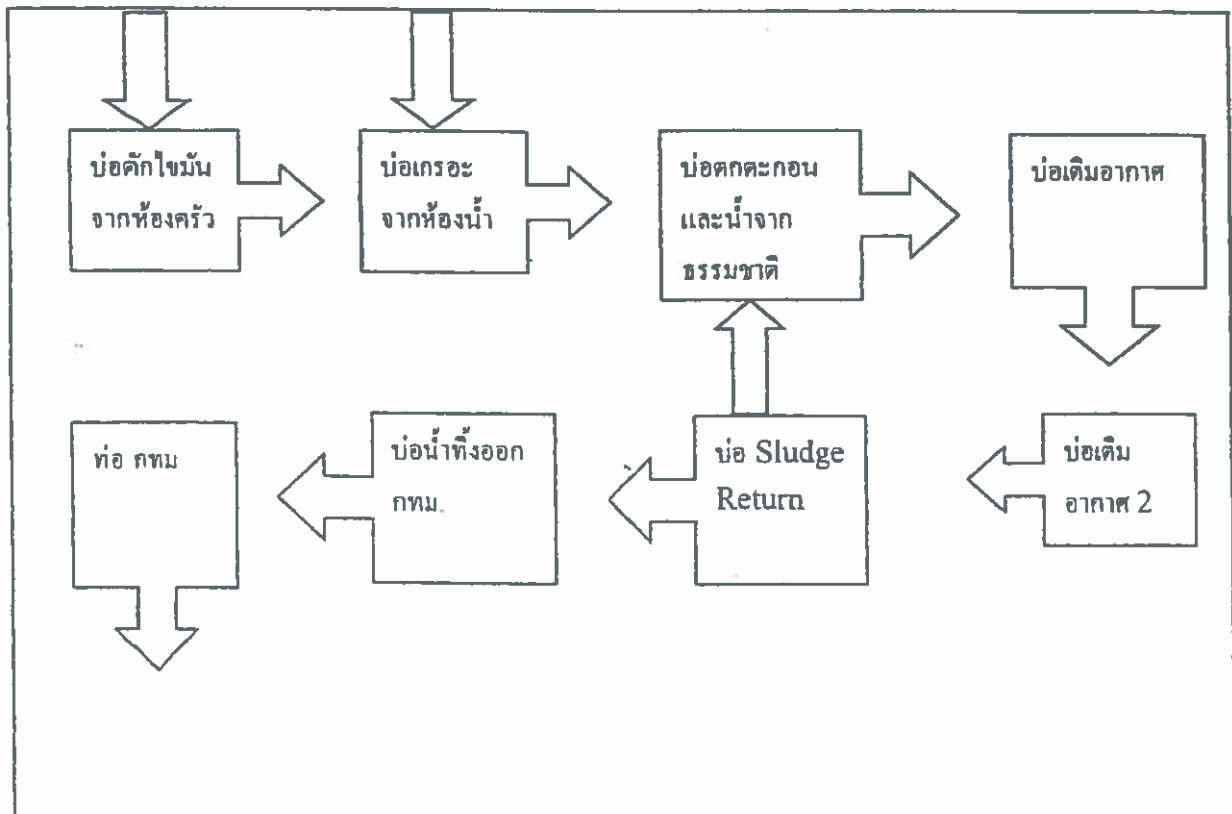 บ่อดักไขมัน
จากห้องครัว
บ่อเกรอะ
จากห้องน้ำ
บ่อตกตะกอน
และน้ำจาก
ธรรมชาติ
บ่อเติมอากาศ
ท่อ กทม
บ่อน้ำทิ้งออก
กทม.
บ่อ Sludge
Return
บ่อเติม
อากาศ 2